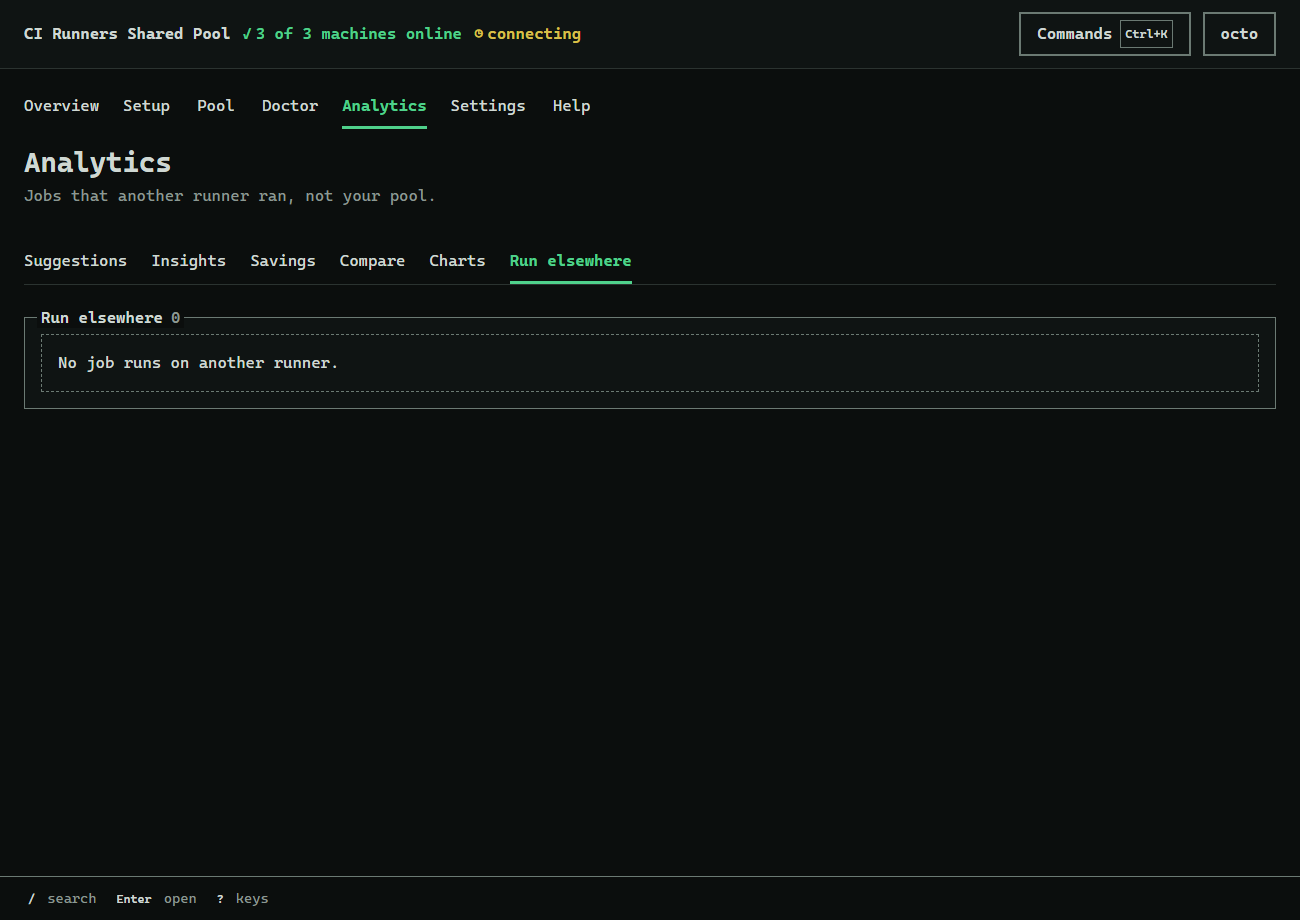 CI Runners Shared Pool ✓ 3 of 3 machines online connecting Commands Ctrl+K octo
Overview Setup Pool Doctor Analytics Settings Help
Analytics
Jobs that another runner ran, not your pool.
Suggestions Insights Savings Compare Charts Run elsewhere
Run elsewhere 0
No job runs on another runner.
/ search Enter open ? keys